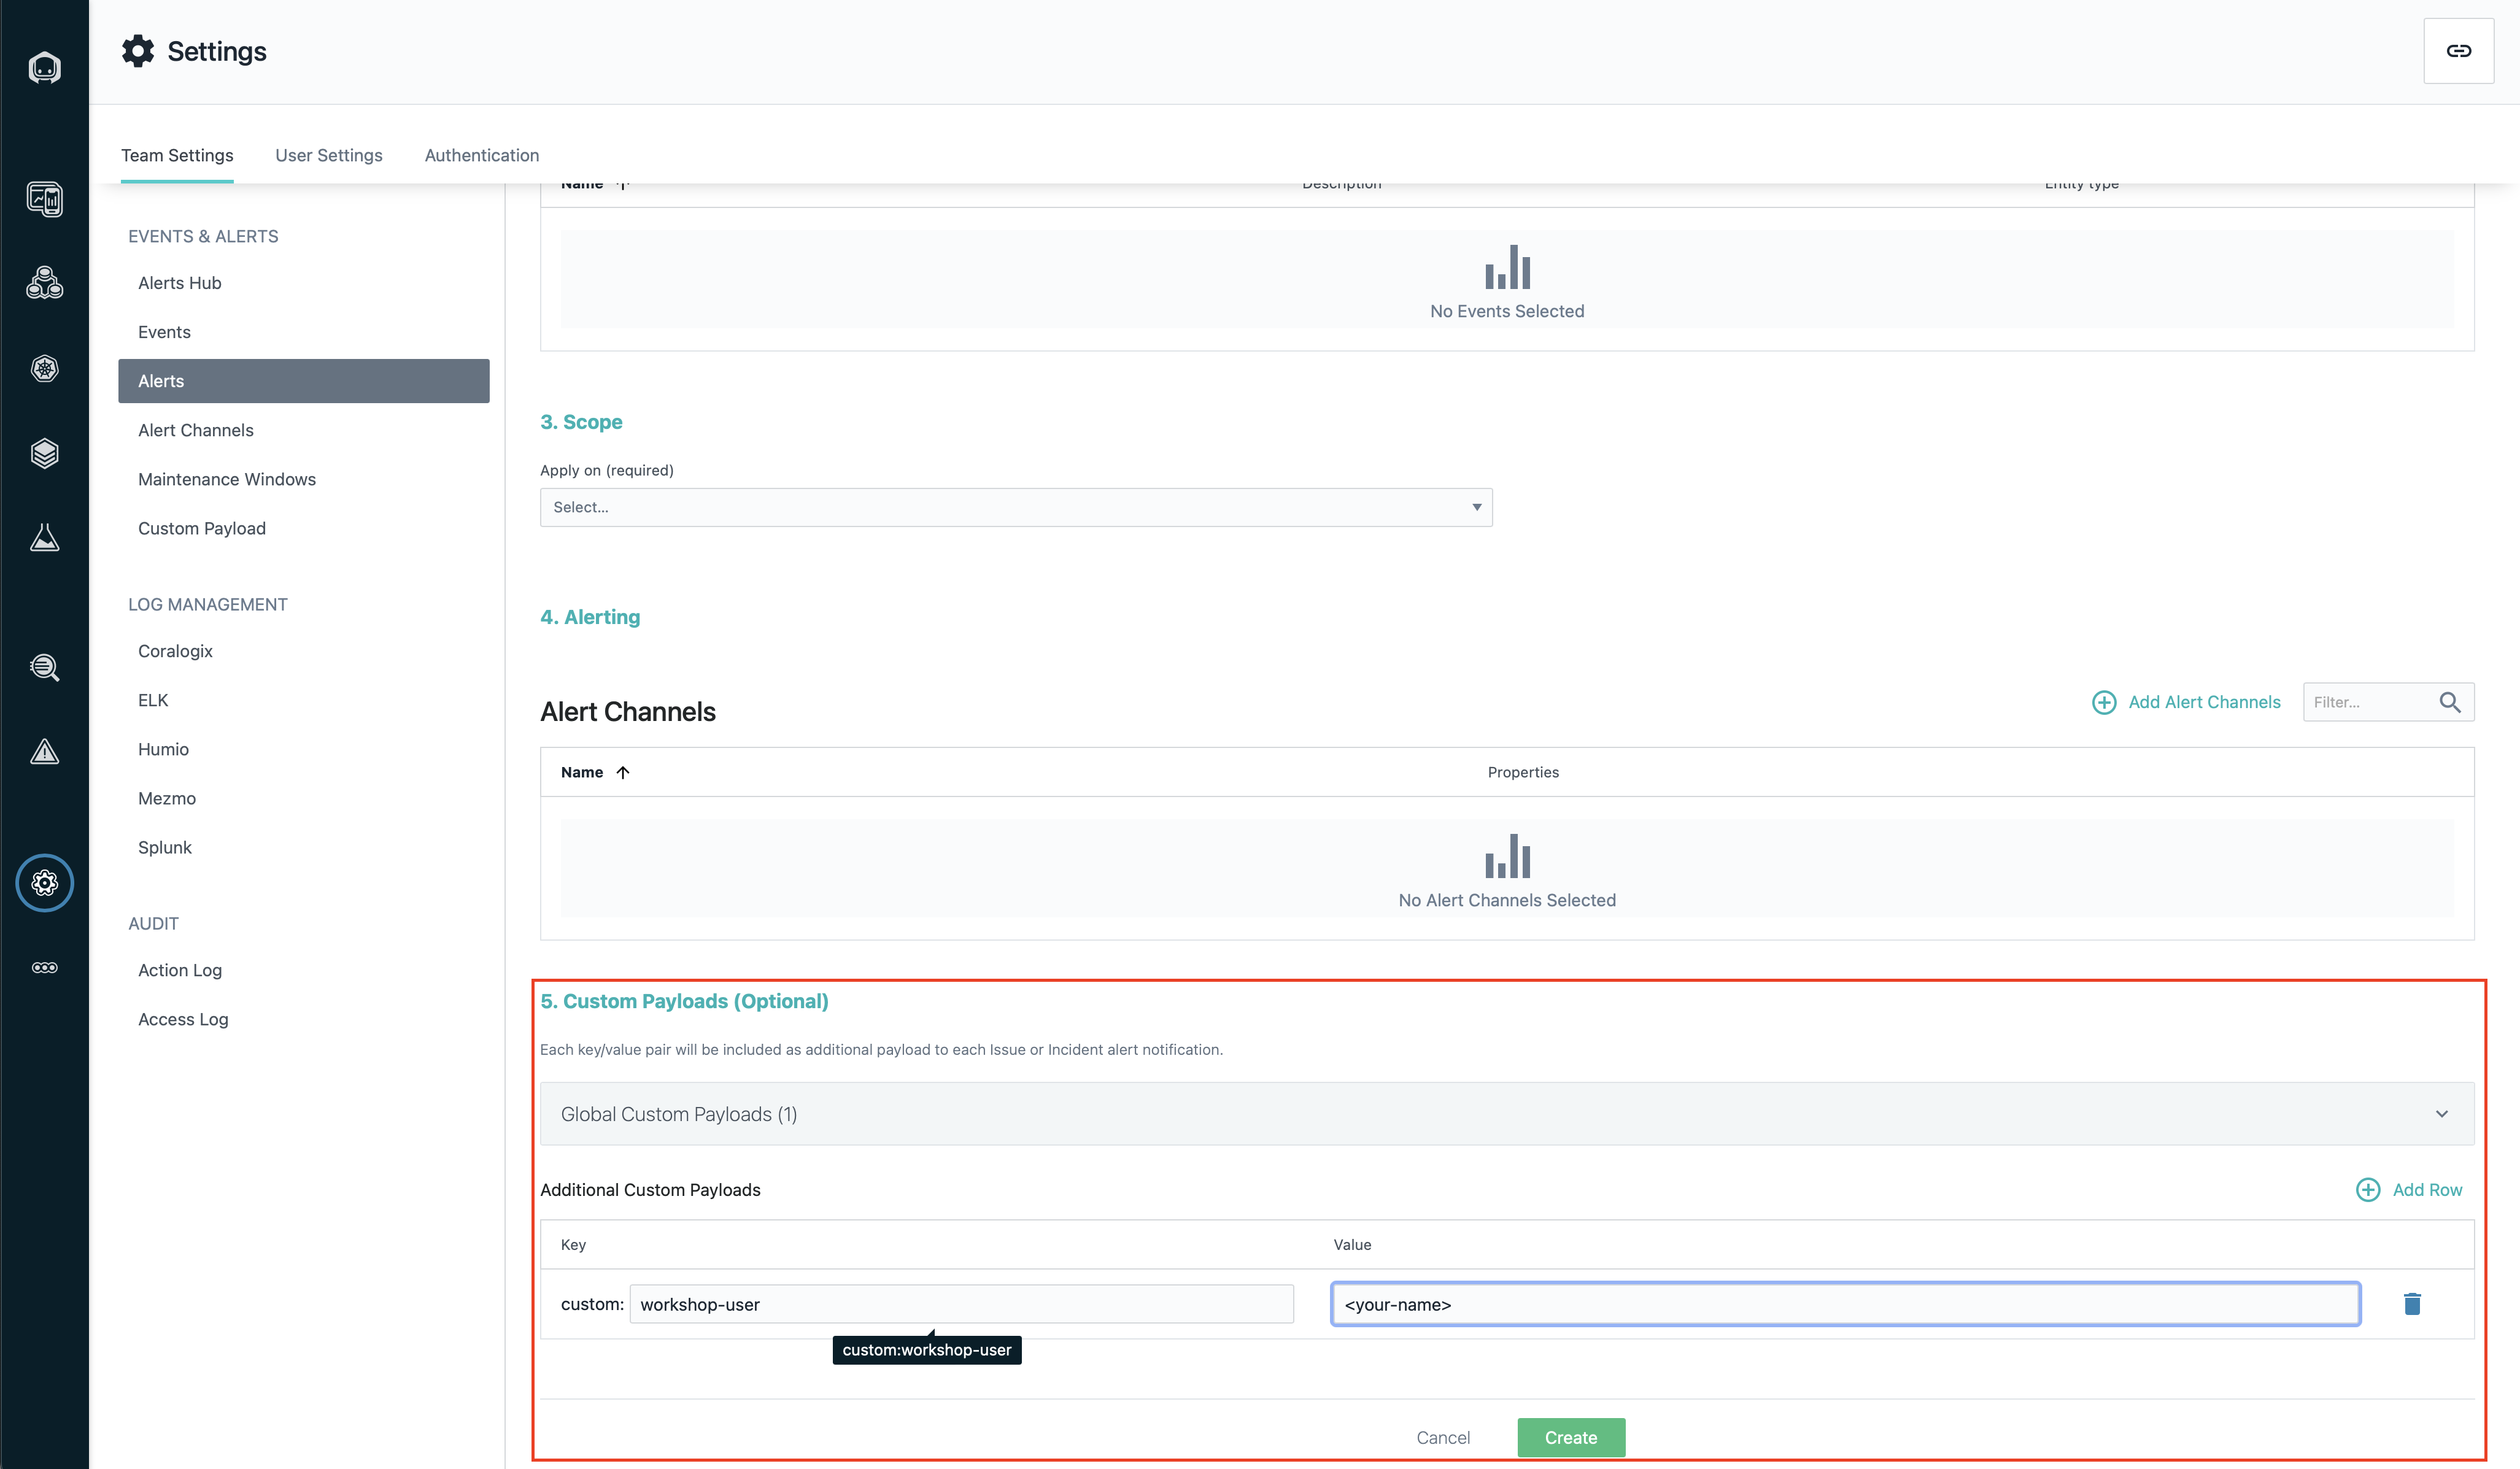 Settings
Team Settings
User Settings
Authentication
Name
Description
Entity type
EVENTS & ALERTS
Alerts Hub
Events
Alerts
Alert Channels
Maintenance Windows
Custom Payload
LOG MANAGEMENT
Coralogix
ELK
Humio
Mezmo
Splunk
AUDIT
Action Log
Access Log
No Events Selected
3. Scope
Apply on (required)
Select...
4. Alerting
Alert Channels
Add Alert Channels
Filter...
Name
Properties
No Alert Channels Selected
5. Custom Payloads (Optional)
Each key/value pair will be included as additional payload to each Issue or Incident alert notification.
Global Custom Payloads (1)
Additional Custom Payloads
Add Row
Key
Value
custom:
workshop-user
<your-name>
custom:workshop-user
Cancel
Create